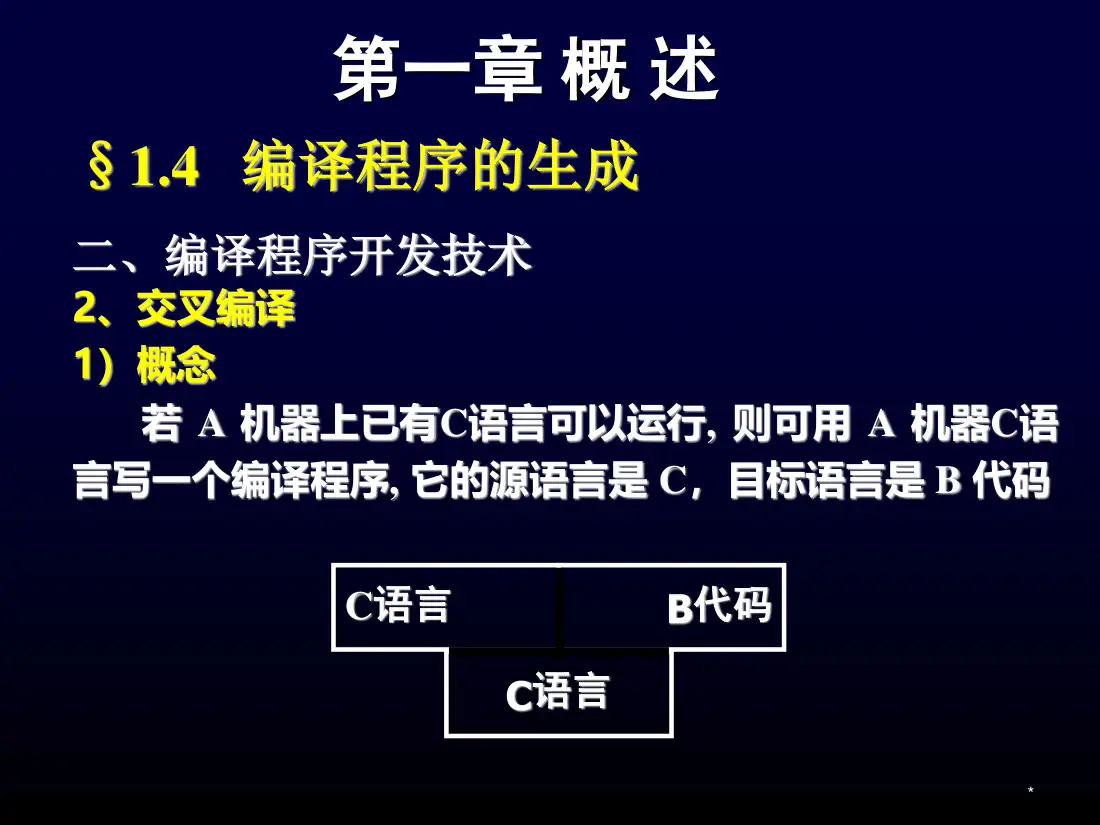 第一章 概 述
§1.4 编译程序的生成
二、编译程序开发技术
2、交叉编译
1）概念
若 A 机器上已有C语言可以运行, 则可用 A 机器C语
言写一个编译程序, 它的源语言是 C，目标语言是 B 代码
C语言 B代码
C语言
*